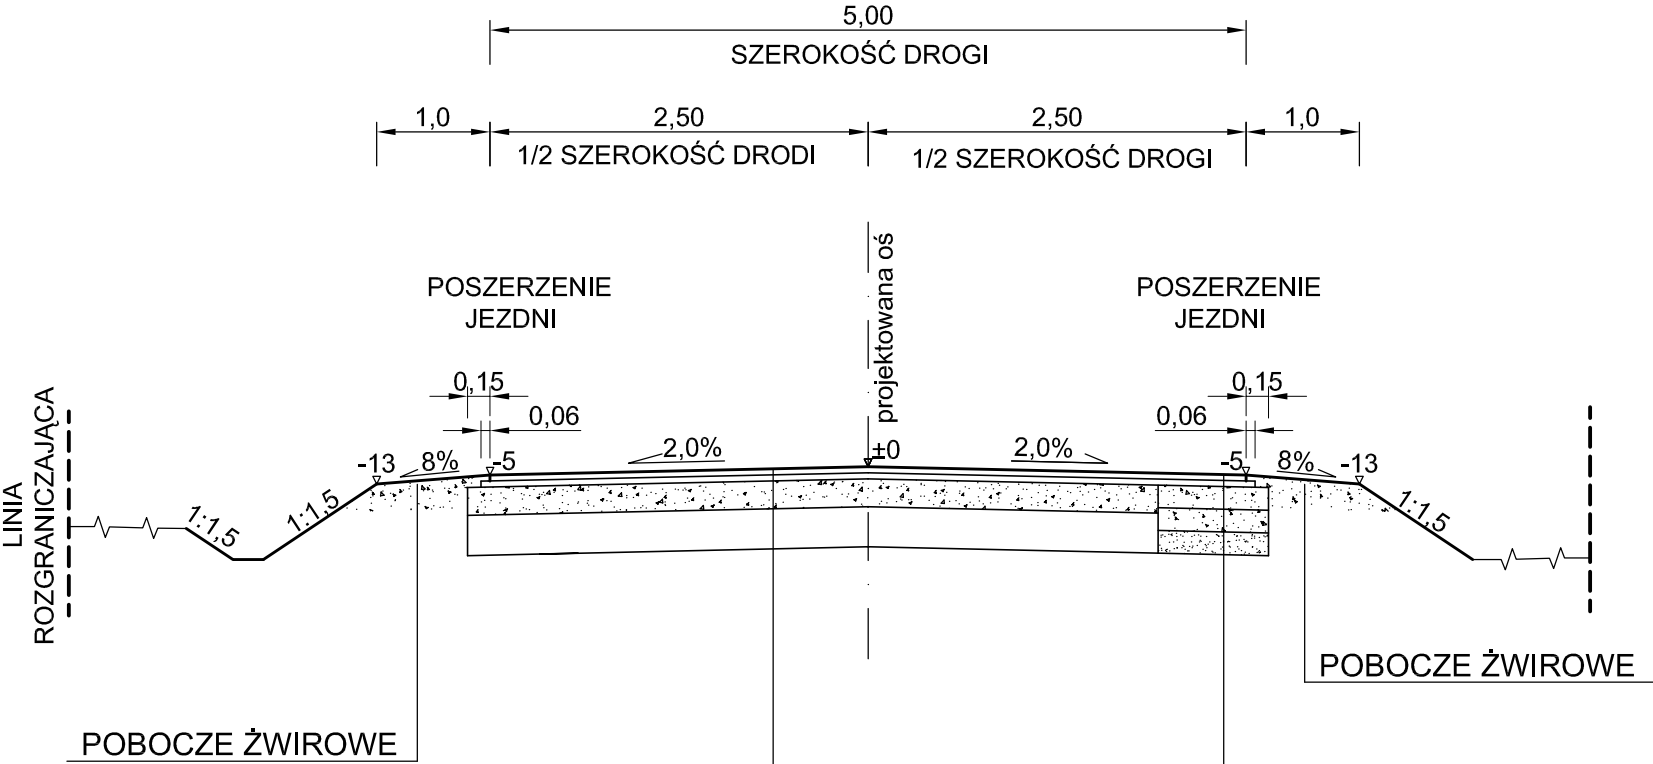 5,00
SZEROKOŚĆ DROGI
1,0
2,50
2,50
1,0
1/2 SZEROKOŚĆ DRODI
1/2 SZEROKOŚĆ DROGI
projektowana oś
POSZERZENIE
JEZDNI
POSZERZENIE
JEZDNI
0,15
0,15
0,06
0,06
LINIA
ROZGRANICZAJĄCA
-13
8%
-5
2,0%
±0
2,0%
-5
8%
-13
1:1,5
1:1,5
1:1,5
POBOCZE ŻWIROWE
POBOCZE ŻWIROWE